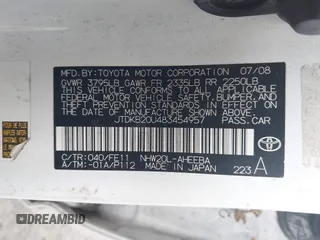 MFD. BY: TOYOTA MOTOR CORPORATION 07/08
GVWR 3795LB GAWR FR 2335LB RR 2250LB
THIS VEHICLE CONFORMS TO ALL APPLICABLE
FEDERAL MOTOR VEHICLE SAFETY, BUMPER, AND
THEFT PREVENTION STANDARDS IN EFFECT ON
THE DATE OF MANUFACTURE SHOWN ABOVE.
JTDKB20U483454957 PASS.CAR
TOYOTA
C/TR: 040/FE11 NHW20L-AHEEBA
A/TM: -01A/P112 MADE IN JAPAN 223 A
DREAMBID